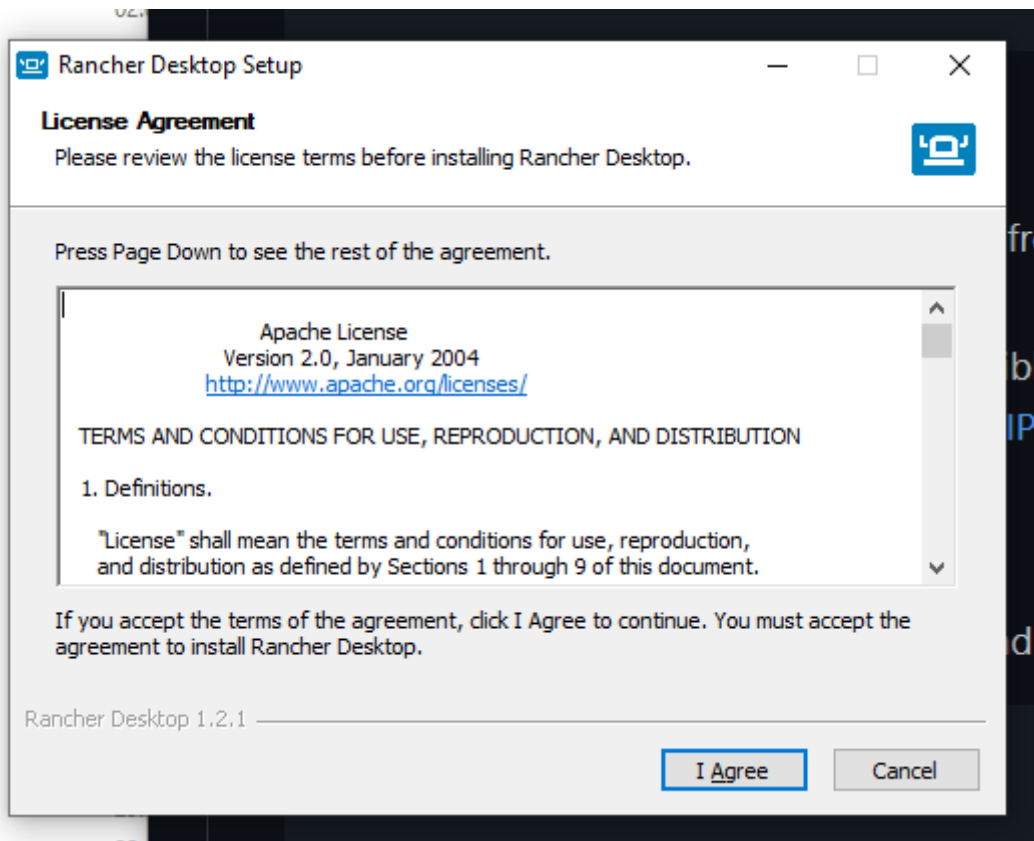 Rancher Desktop Setup
License Agreement
Please review the license terms before installing Rancher Desktop.
Press Page Down to see the rest of the agreement.
Apache License
Version 2.0, January 2004
http://www.apache.org/licenses/
TERMS AND CONDITIONS FOR USE, REPRODUCTION, AND DISTRIBUTION
1. Definitions.
"License" shall mean the terms and conditions for use, reproduction,
and distribution as defined by Sections 1 through 9 of this document.
If you accept the terms of the agreement, click I Agree to continue. You must accept the
agreement to install Rancher Desktop.
Rancher Desktop 1.2.1
I Agree
Cancel